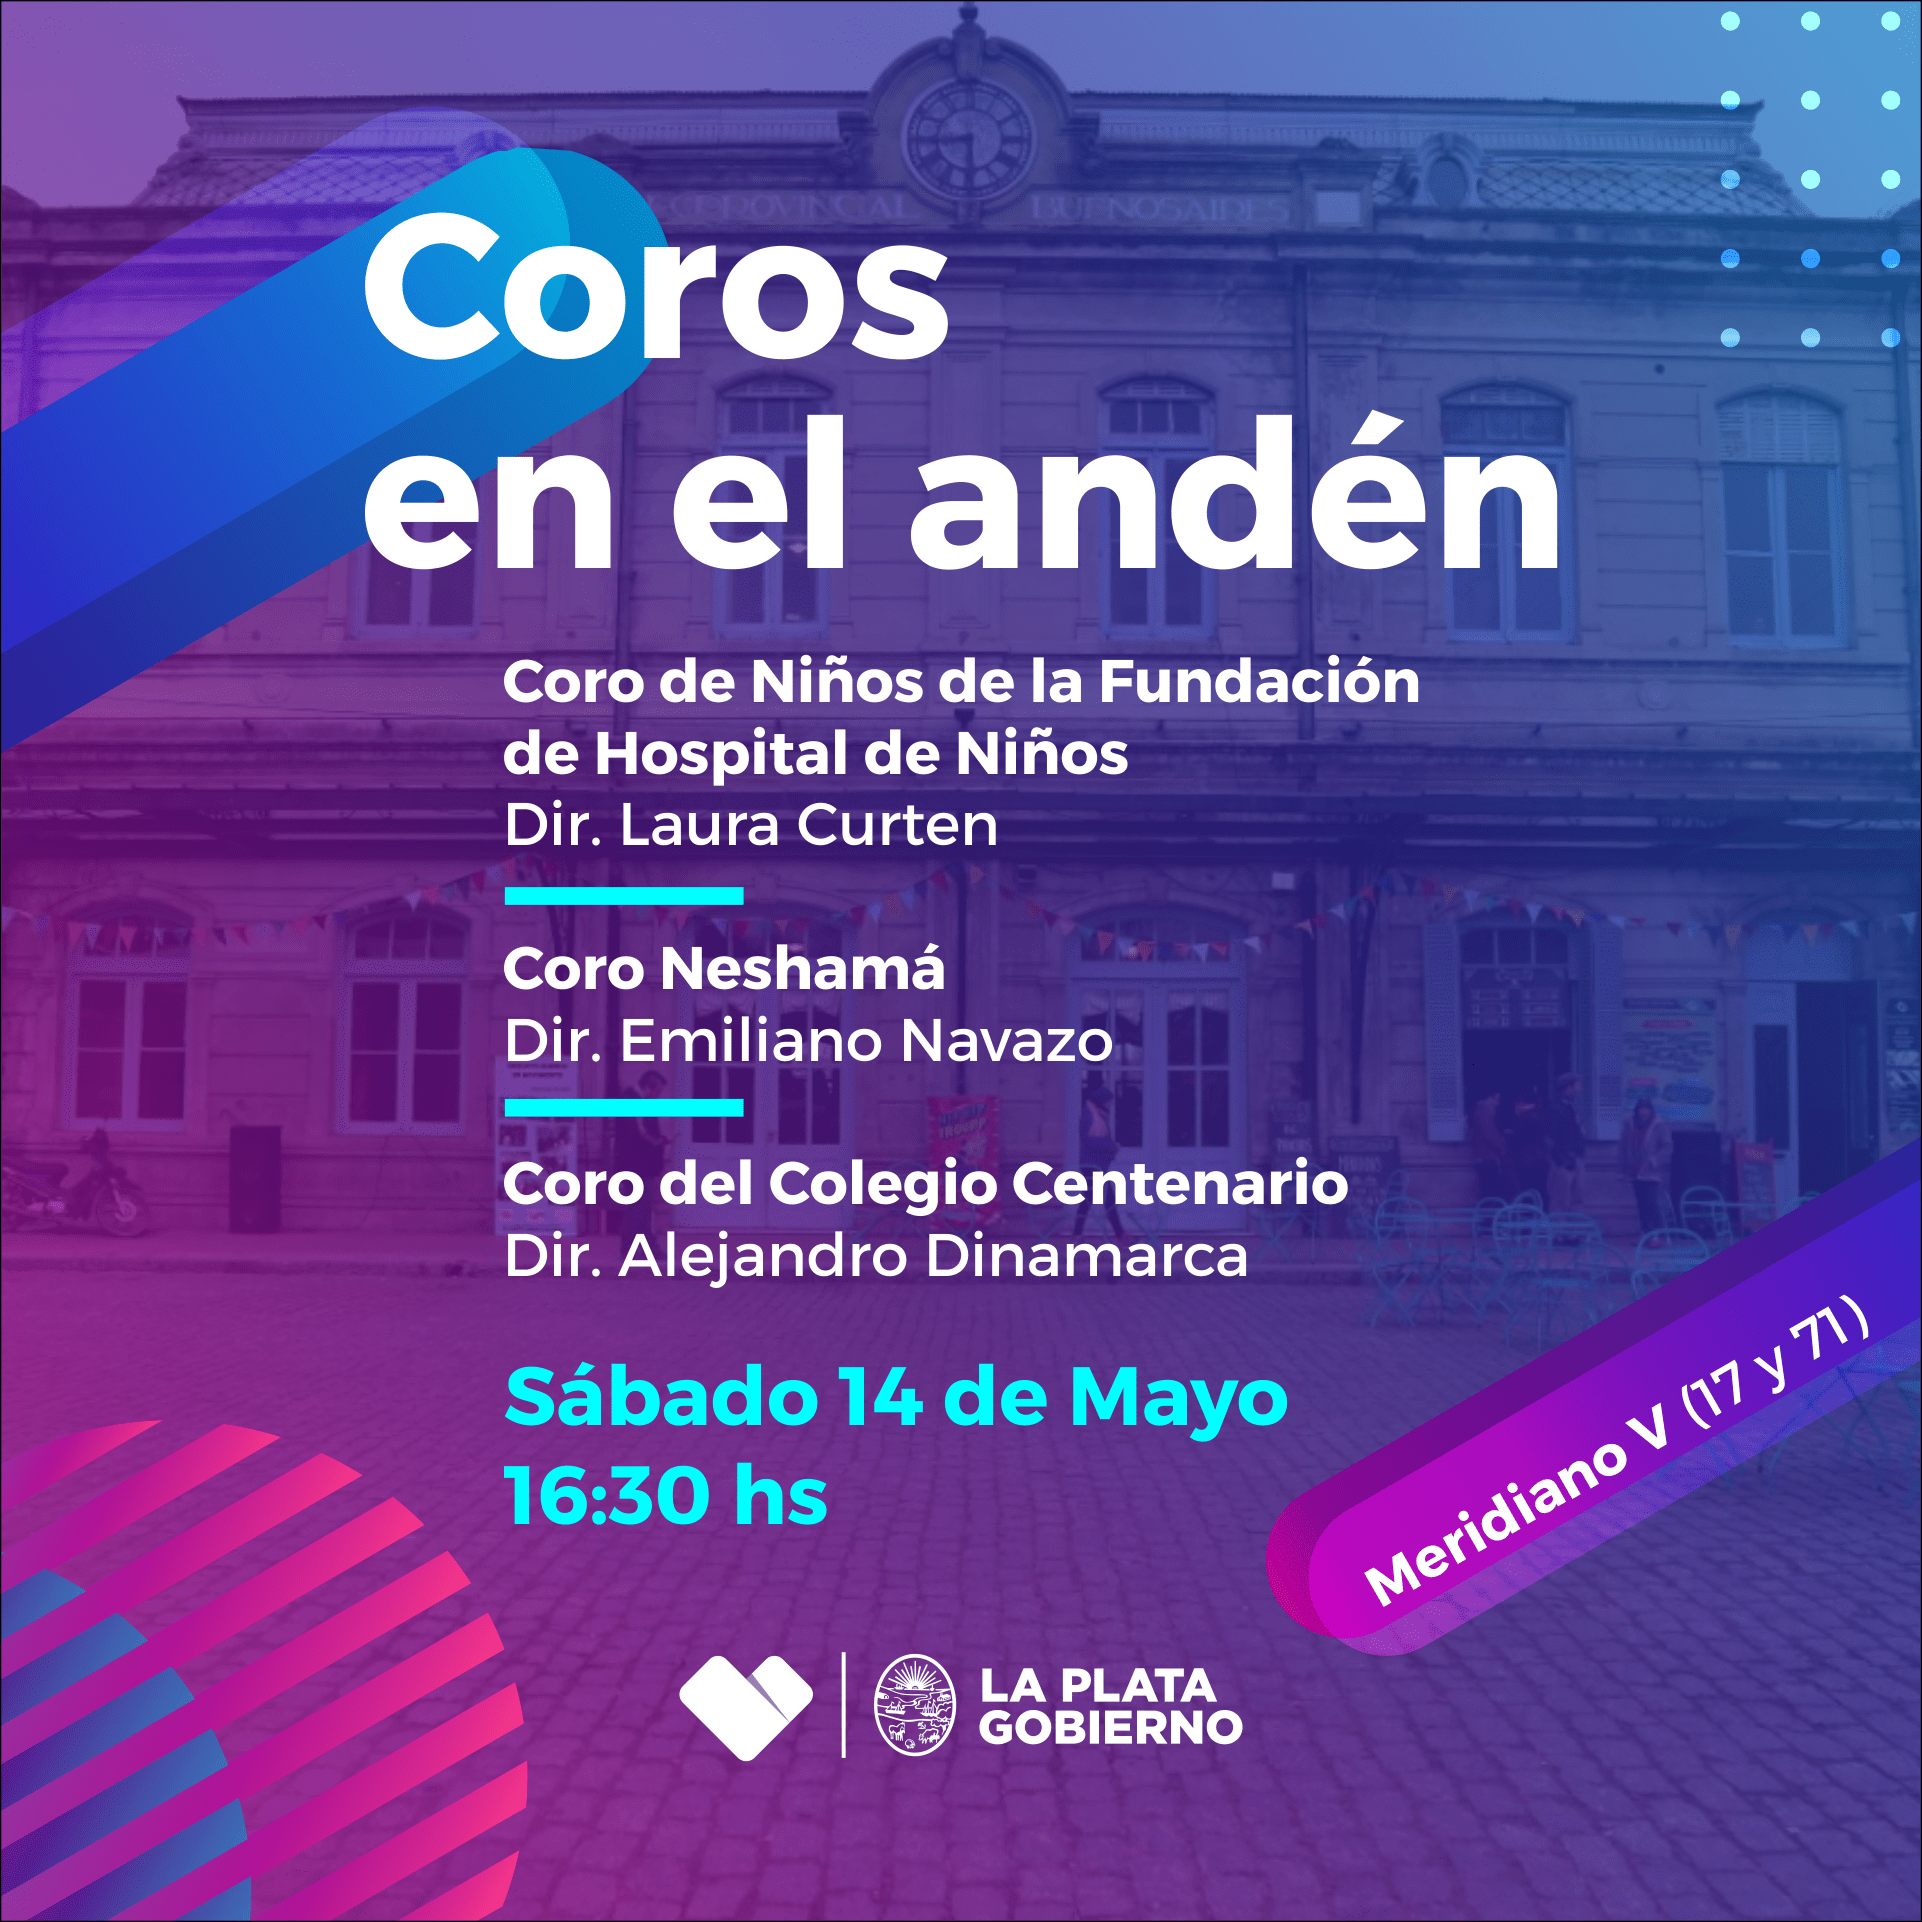 Coros
en el andén
Coro de Niños de la Fundación
de Hospital de Niños
Dir. Laura Curten
Coro Neshamá
Dir. Emiliano Navazo
Coro del Colegio Centenario
Dir. Alejandro Dinamarca
Sábado 14 de Mayo
16:30 hs
Meridiano V (17 y 71)
LA PLATA
GOBIERNO